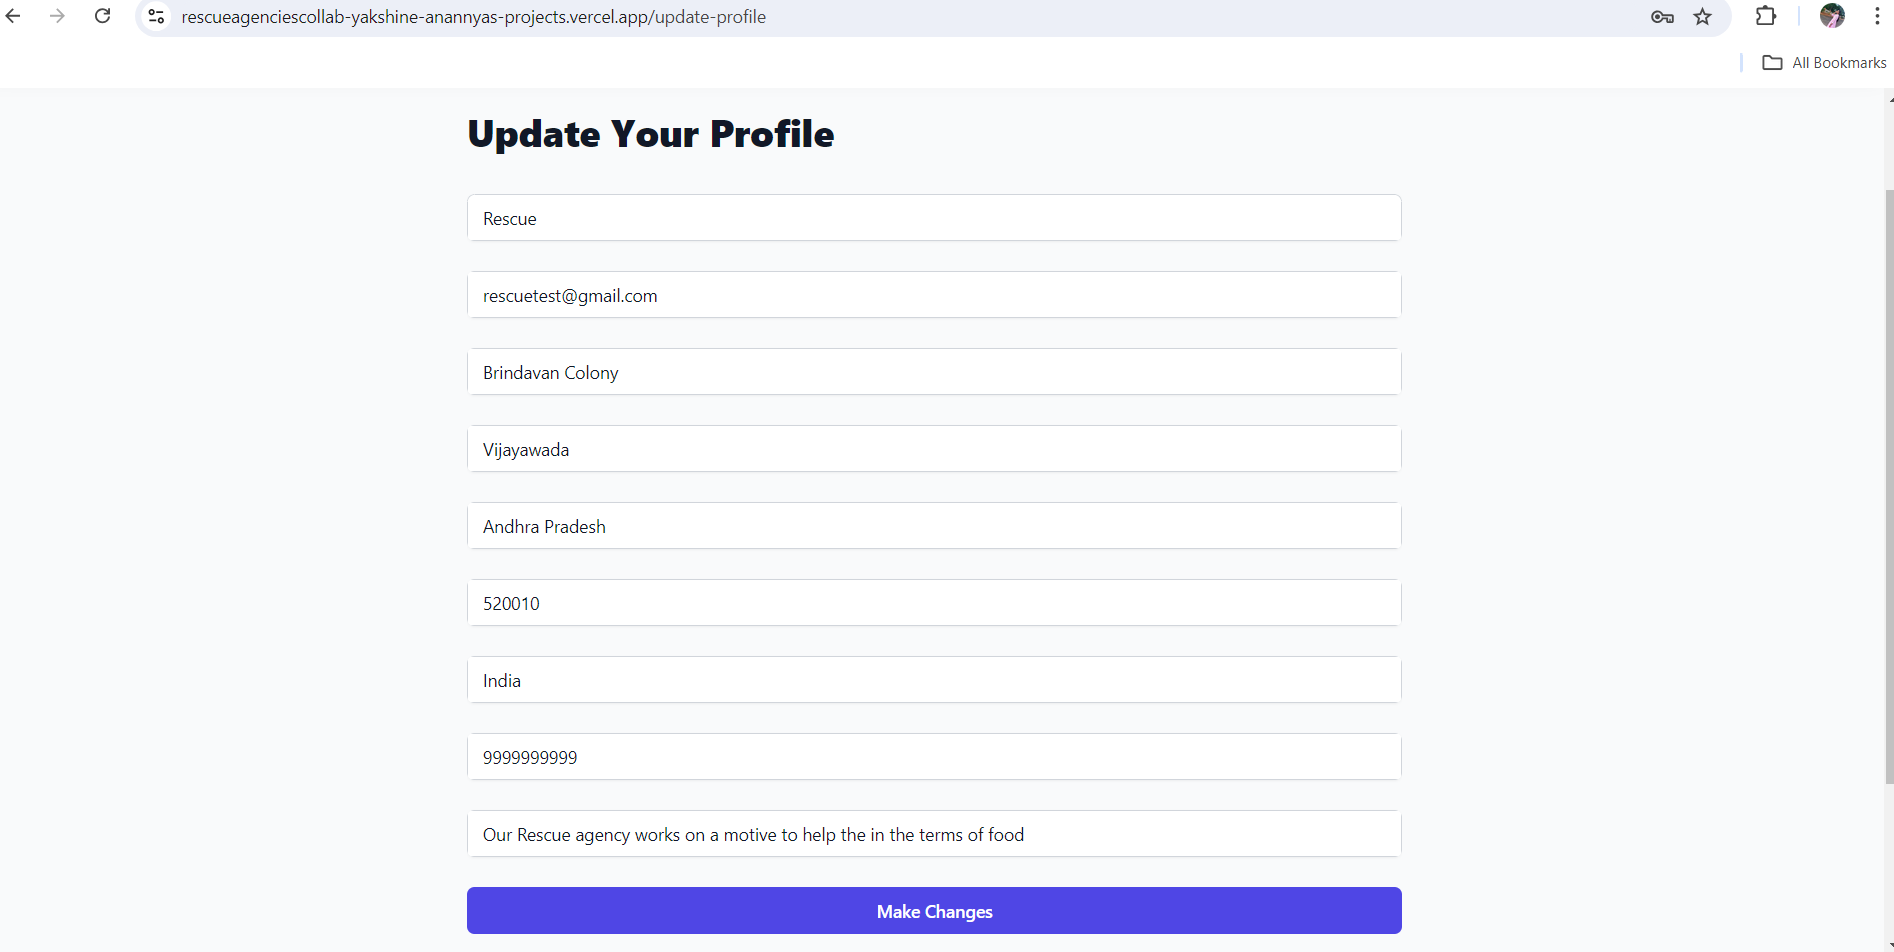 rescueagenciescollab-yakshine-anannyas-projects.vercel.app/update-profile
All Bookmarks
Update Your Profile
Rescue
rescuetest@gmail.com
Brindavan Colony
Vijayawada
Andhra Pradesh
520010
India
9999999999
Our Rescue agency works on a motive to help the in the terms of food
Make Changes